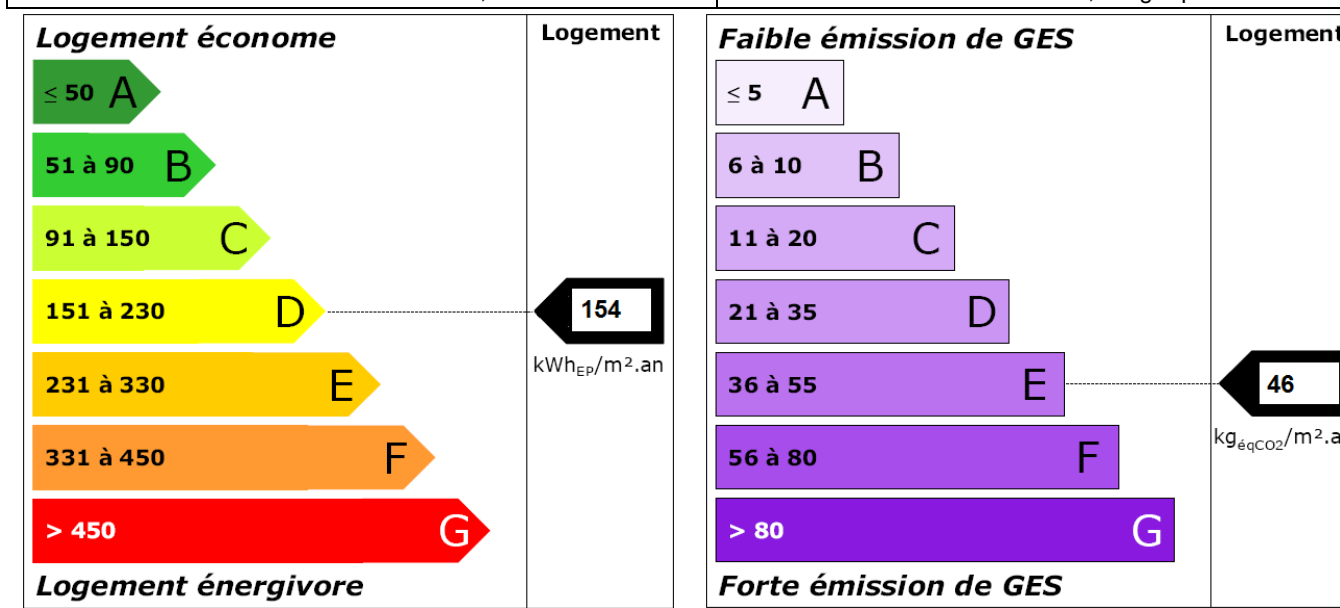 Logement économe
Logement
≤ 50 A
51 à 90 B
91 à 150 C
151 à 230 D
154
kWhEP/m².an
231 à 330 E
331 à 450 F
> 450 G
Logement énergivore
Faible émission de GES
Logement
≤ 5 A
6 à 10 B
11 à 20 C
21 à 35 D
36 à 55 E
46
kgéqCO2/m².a
56 à 80 F
> 80 G
Forte émission de GES